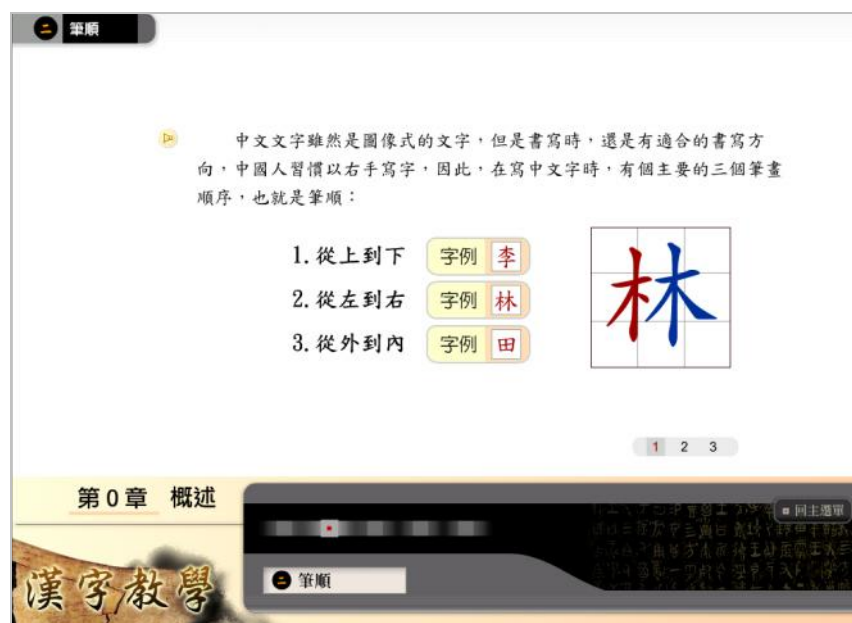 二 筆順
中文文字雖然是圖像式的文字，但是書寫時，還是有適合的書寫方
向，中國人習慣以右手寫字，因此，在寫中文字時，有個主要的三個筆畫
順序，也就是筆順：
1. 從上到下 字例 李
2. 從左到右 字例 林
3. 從外到內 字例 田
林
1 2 3
第0章 概述
回主選單
二 筆順
漢字教學